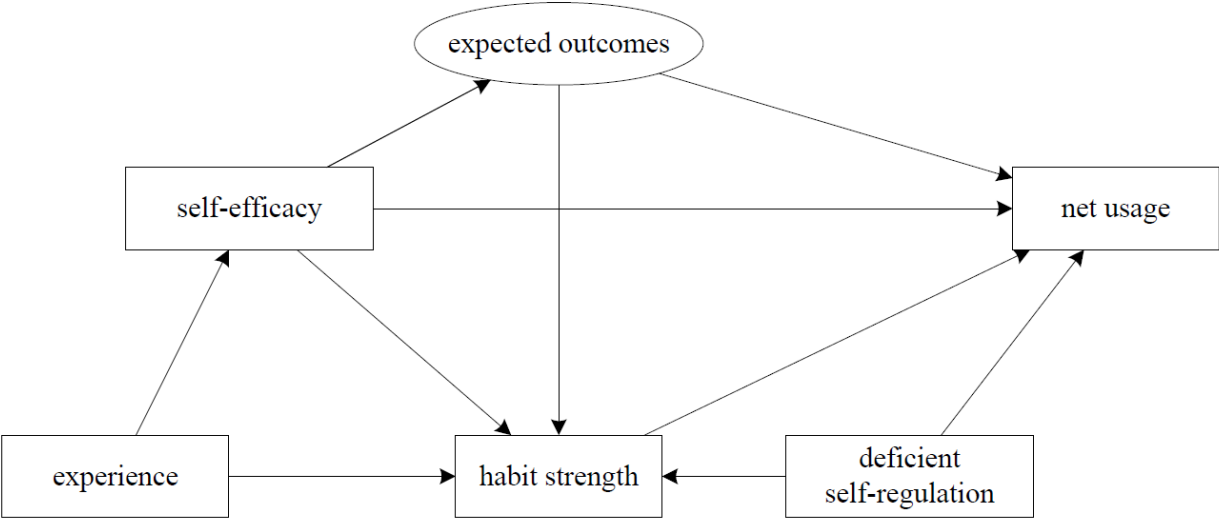 expected outcomes
self-efficacy
net usage
experience
habit strength
deficient
self-regulation